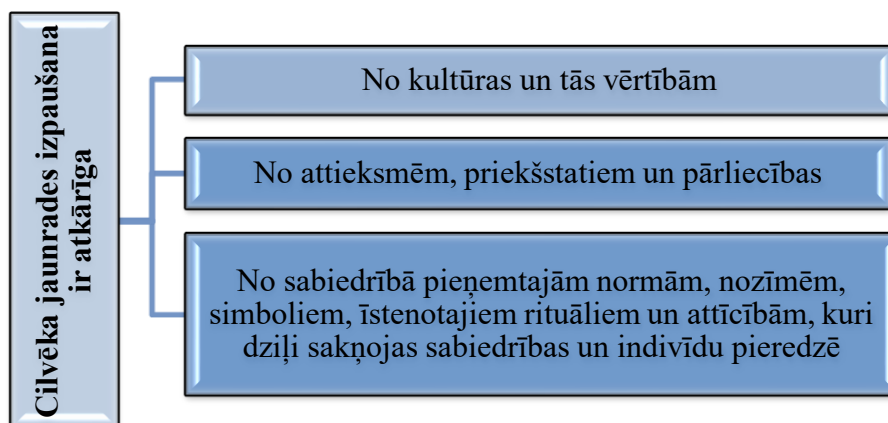 Cilvēka jaunrades izpaušana
ir atkārīga
No kultūras un tās vērtībām
No attieksmēm, priekšstatiem un pārliecības
No sabiedrībā pieņemtajām normām, nozīmēm,
simboliem, īstenotajiem rituāliem un attīcībām, kuri
dziļi sakņojas sabiedrības un indivīdu pieredzē